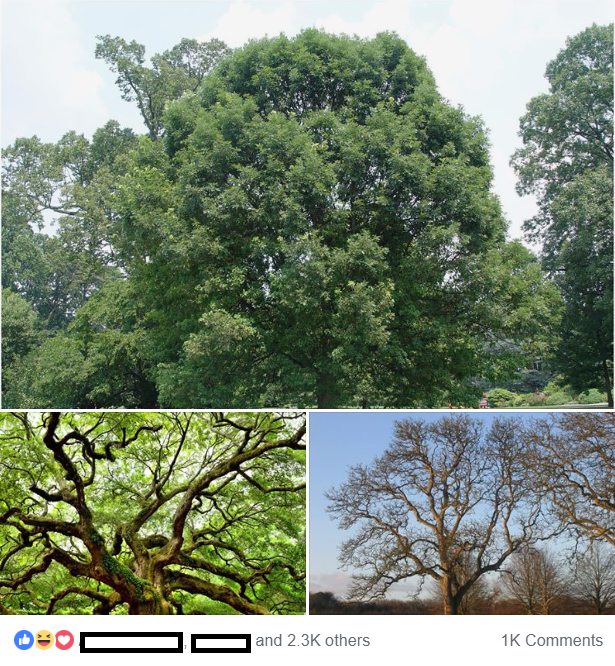 , and 2.3K others 1K Comments